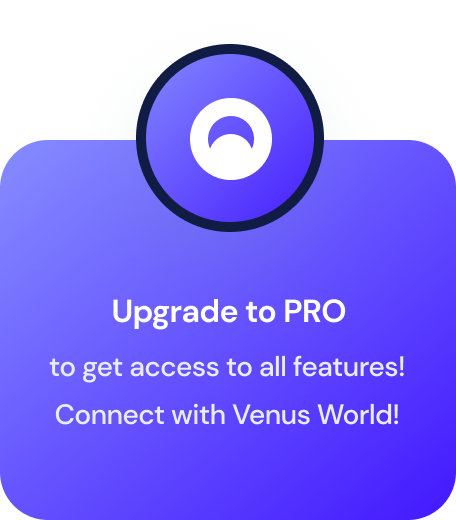 Upgrade to PRO
to get access to all features!
Connect with Venus World!